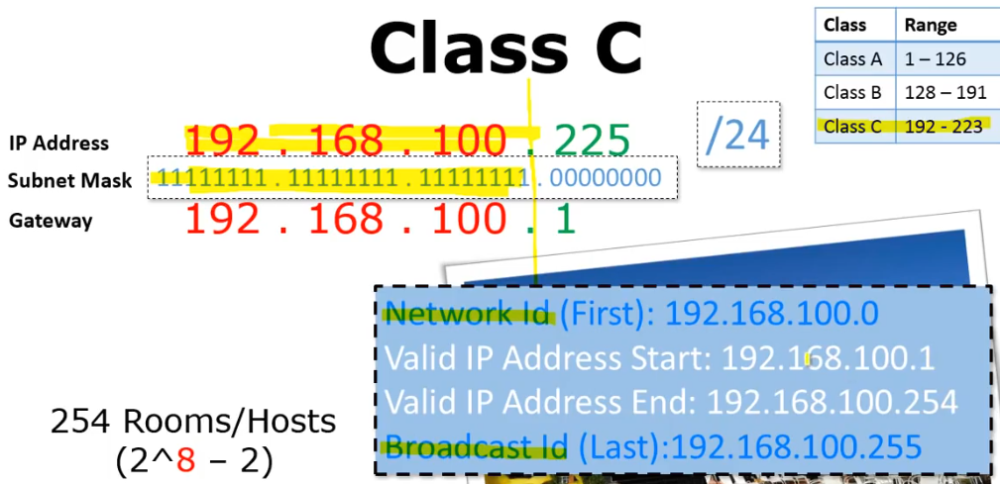 Class C
Class Range
Class A 1 – 126
Class B 128 – 191
Class C 192 - 223
IP Address 192 . 168 . 100 . 225 /24
Subnet Mask 11111111 . 11111111 . 11111111 . 00000000
Gateway 192 . 168 . 100 . 1
Network Id (First): 192.168.100.0
Valid IP Address Start: 192.168.100.1
Valid IP Address End: 192.168.100.254
Broadcast Id (Last):192.168.100.255
254 Rooms/Hosts
(2^8 – 2)